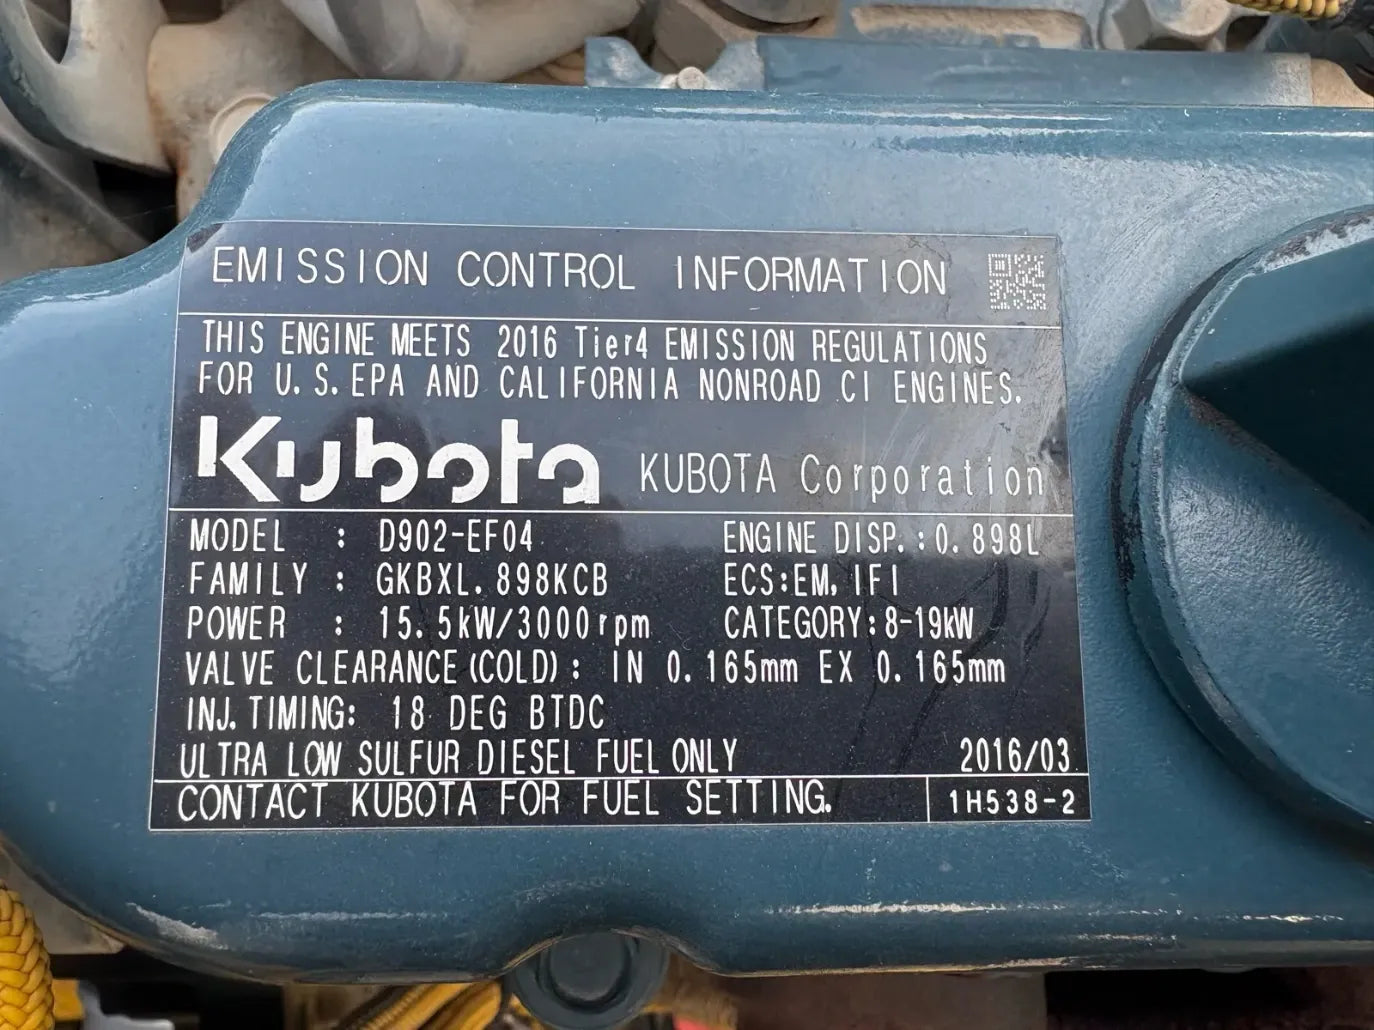 EMISSION CONTROL INFORMATION
THIS ENGINE MEETS 2016 Tier4 EMISSION REGULATIONS
FOR U.S.EPA AND CALIFORNIA NONROAD CI ENGINES.
Kubota KUBOTA Corporation
MODEL : D902-EF04 ENGINE DISP.:0.898L
FAMILY : GKBXL.898KCB ECS:EM,IFI
POWER : 15.5kW/3000rpm CATEGORY:8-19kW
VALVE CLEARANCE(COLD): IN 0.165mm EX 0.165mm
INJ.TIMING: 18 DEG BTDC
ULTRA LOW SULFUR DIESEL FUEL ONLY 2016/03
CONTACT KUBOTA FOR FUEL SETTING. 1H538-2